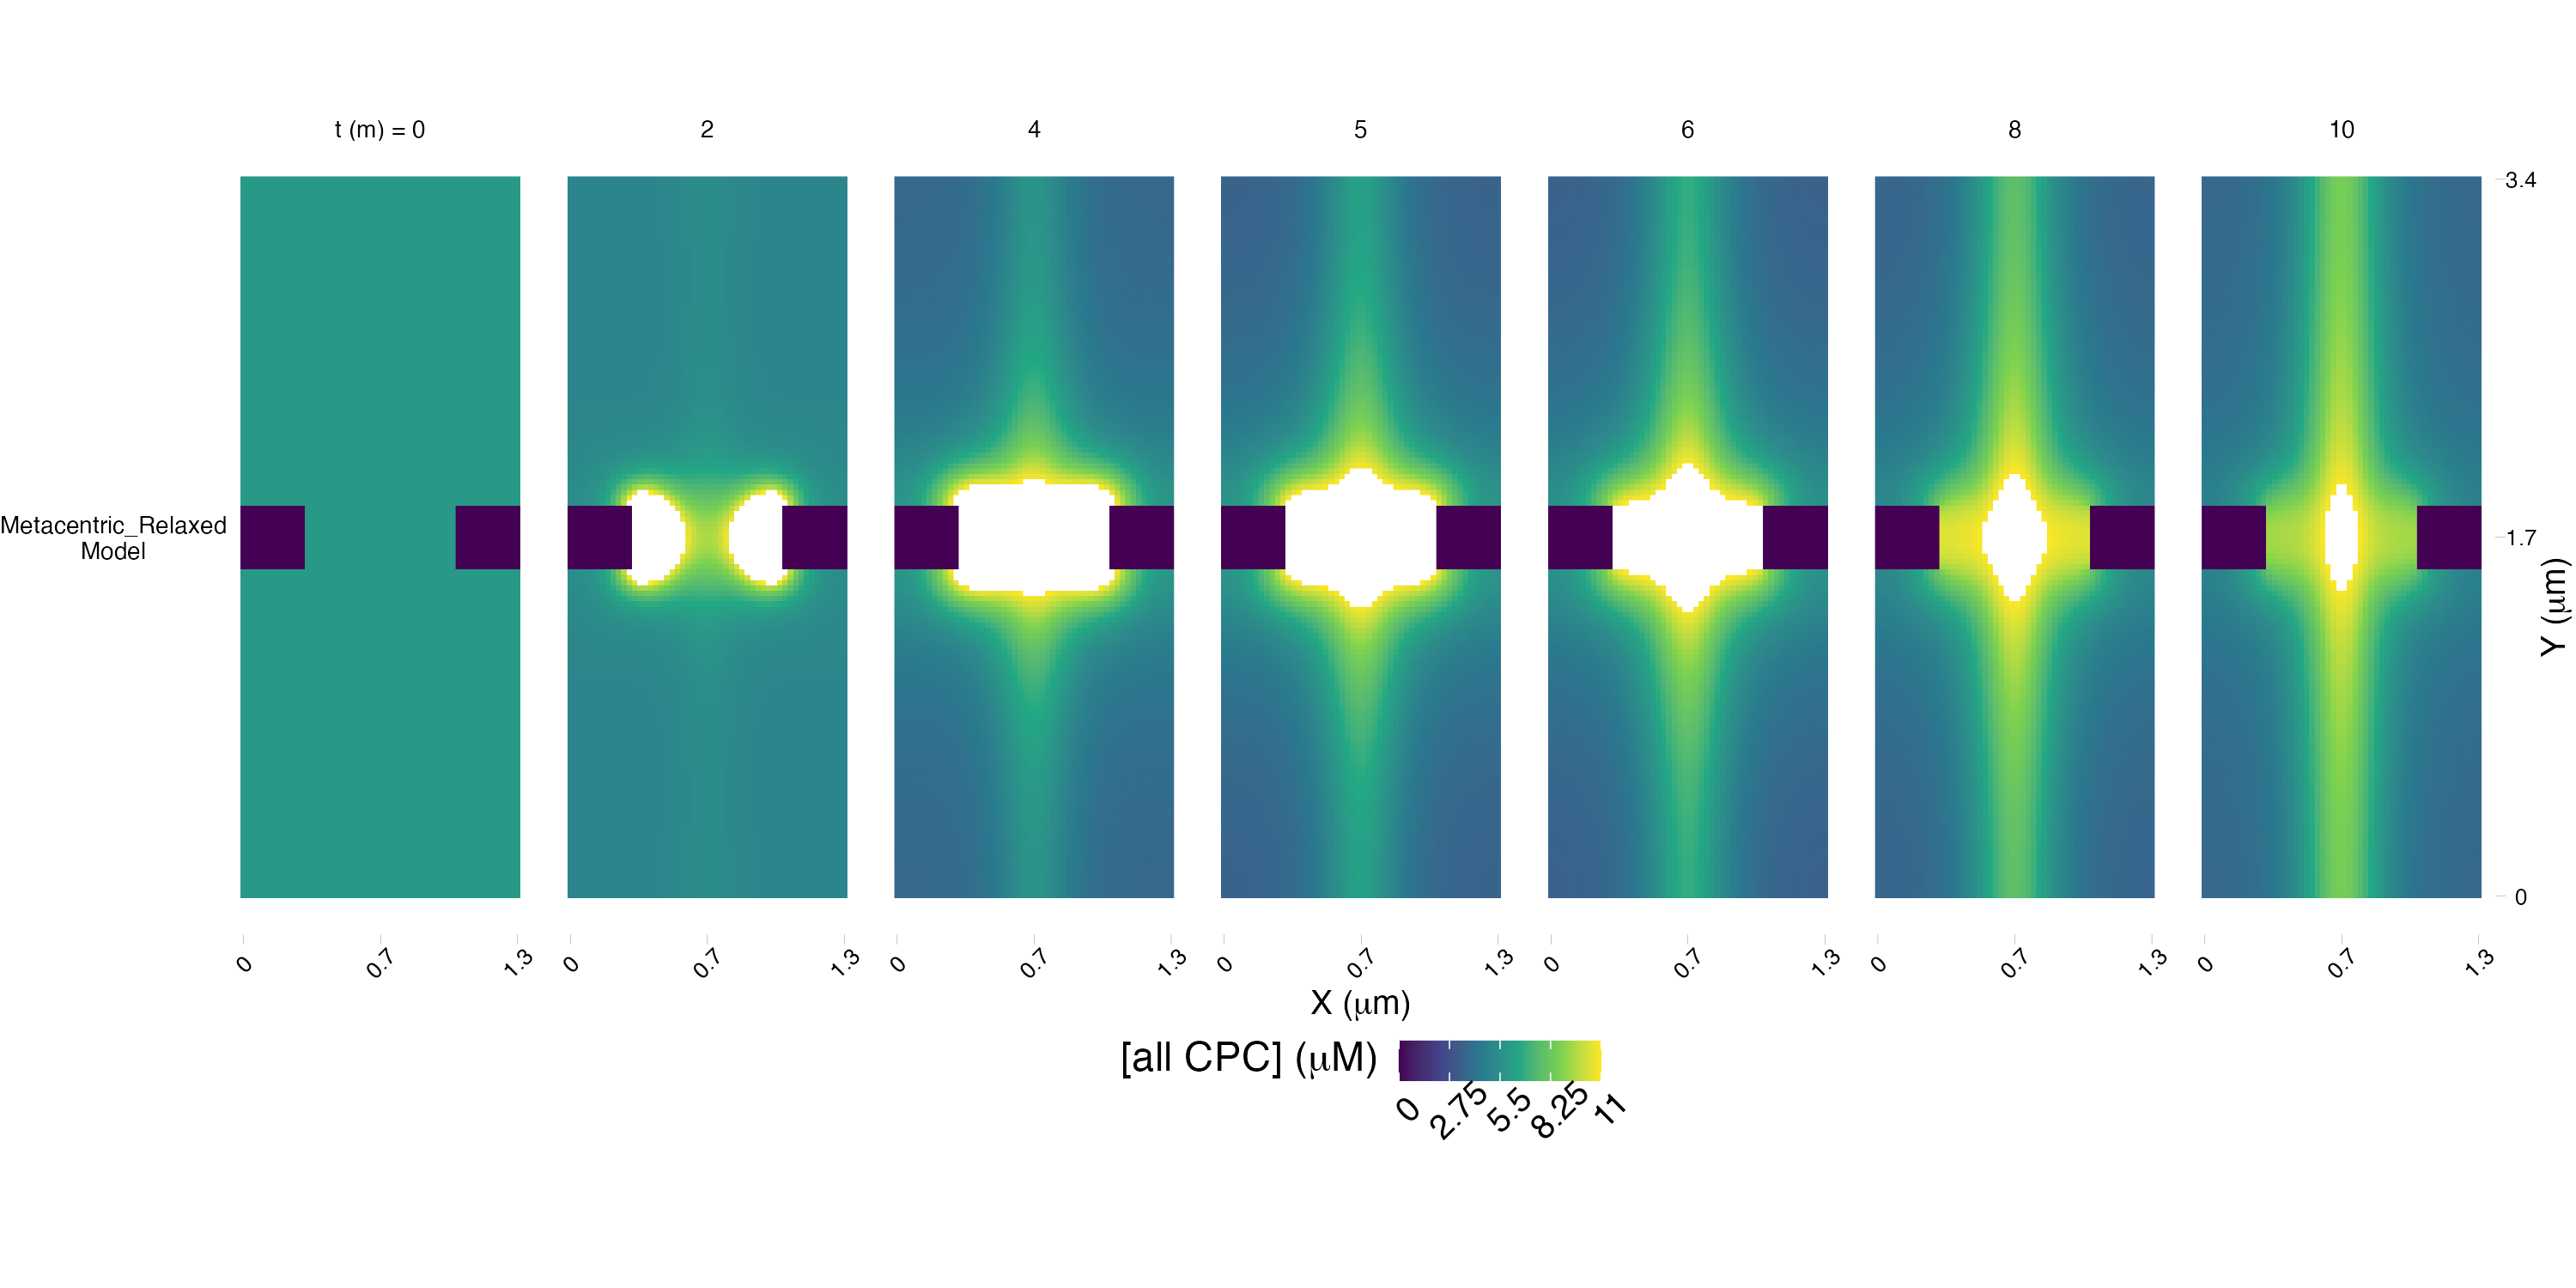 t (m) = 0 2 4 5 6 8 10
Metacentric_Relaxed
Model
3.4
1.7
0
Y (μm)
0 0.7 1.3 0 0.7 1.3 0 0.7 1.3 0 0.7 1.3 0 0.7 1.3 0 0.7 1.3 0 0.7 1.3
X (μm)
[all CPC] (μM)
0 2.75 5.5 8.25 11